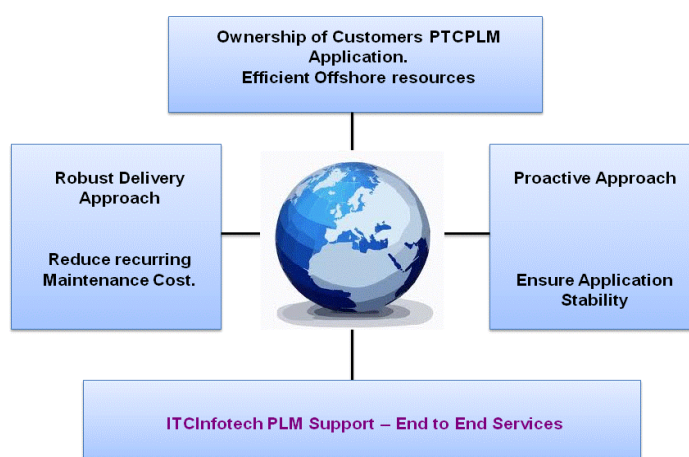 Ownership of Customers PTCPLM
Application.
Efficient Offshore resources
Robust Delivery
Approach
Reduce recurring
Maintenance Cost.
Proactive Approach
Ensure Application
Stability
ITCInfotech PLM Support – End to End Services